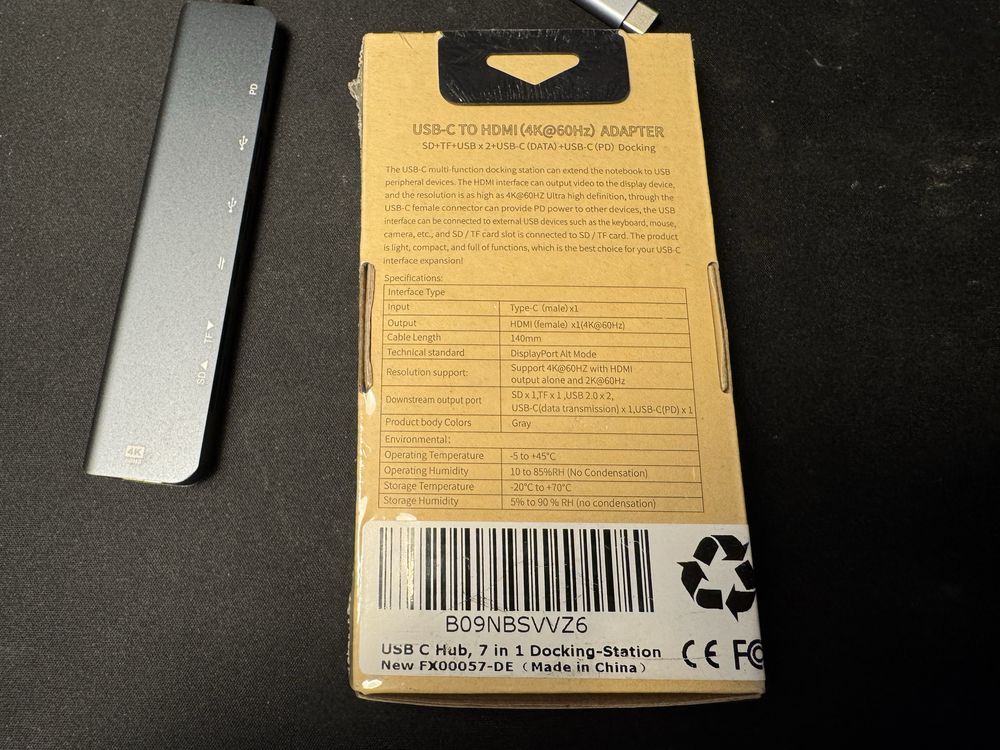 PD
TF
SD
4K
USB-C TO HDMI (4K@60Hz) ADAPTER
SD+TF+USB x 2+USB-C (DATA) +USB-C (PD) Docking
The USB-C multi-function docking station can extend the notebook to USB
peripheral devices. The HDMI interface can output video to the display device,
and the resolution is as high as 4K@60HZ Ultra high definition, through the
USB-C female connector can provide PD power to other devices, the USB
interface can be connected to external USB devices such as the keyboard, mouse,
camera, etc., and SD / TF card slot is connected to SD / TF card. The product
is light, compact, and full of functions, which is the best choice for your USB-C
interface expansion!
Specifications:
Interface Type
Input Type-C (male) x1
Output HDMI (female) x1(4K@60Hz)
Cable Length 140mm
Technical standard DisplayPort Alt Mode
Resolution support: Support 4K@60HZ with HDMI
output alone and 2K@60Hz
Downstream output port SD x 1,TF x 1 ,USB 2.0 x 2,
USB-C(data transmission) x 1,USB-C(PD) x 1
Product body Colors Gray
Environmental:
Operating Temperature -5 to +45°C
Operating Humidity 10 to 85%RH (No Condensation)
Storage Temperature -20°C to +70°C
Storage Humidity 5% to 90 % RH (no condensation)
B09NBSVVZ6
USB C Hub, 7 in 1 Docking-Station
New FX00057-DE (Made in China)
CE FC